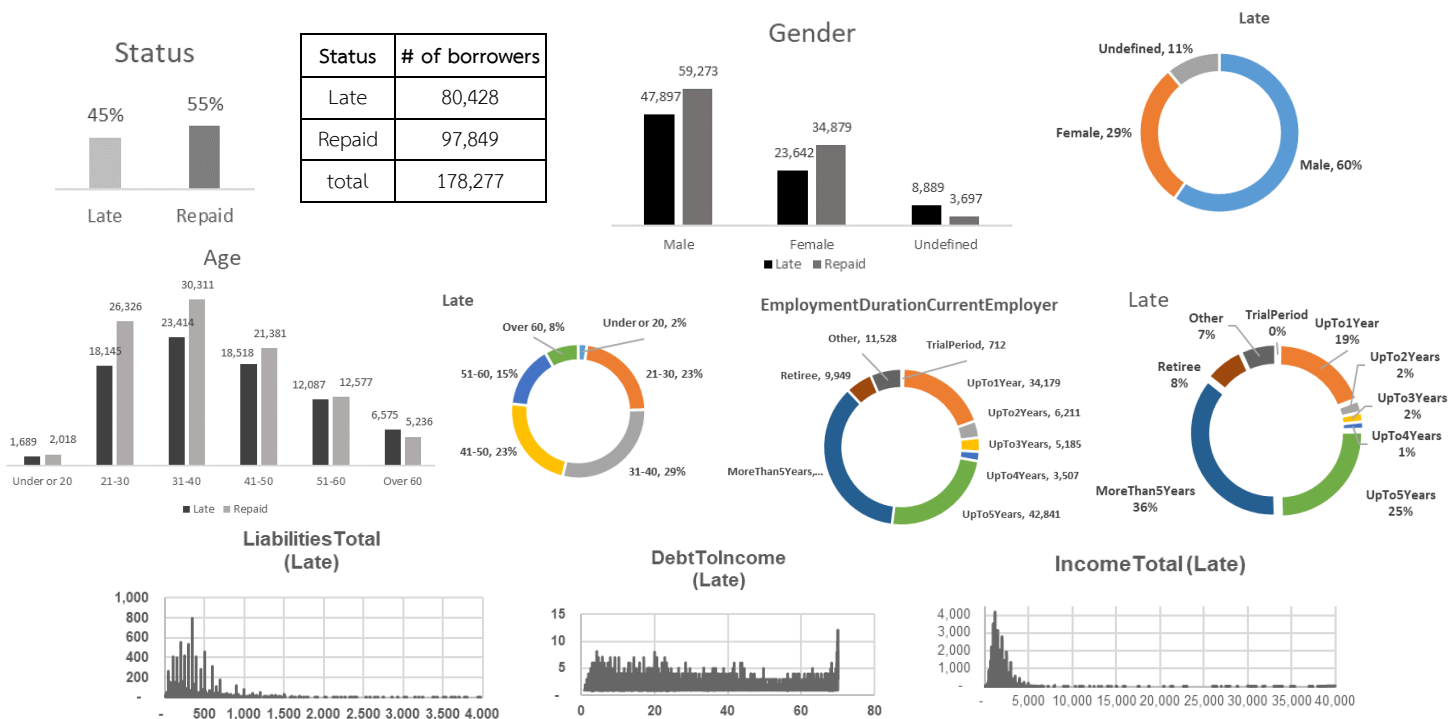 Status
45%
55%
Late
Repaid
Status # of borrowers
Late 80,428
Repaid 97,849
total 178,277
Gender
47,897
59,273
23,642
34,879
8,889
3,697
Male
Female
Undefined
Late
Repaid
Late
Undefined, 11%
Female, 29%
Male, 60%
Age
1,689
2,018
18,145
26,326
23,414
30,311
18,518
21,381
12,087
12,577
6,575
5,236
Under or 20
21-30
31-40
41-50
51-60
Over 60
Late
Repaid
Late
Over 60, 8%
Under or 20, 2%
51-60, 15%
21-30, 23%
41-50, 23%
31-40, 29%
EmploymentDurationCurrentEmployer
Other, 11,528
TrialPeriod, 712
Retiree, 9,949
UpTo1Year, 34,179
UpTo2Years, 6,211
UpTo3Years, 5,185
MoreThan5Years,...
UpTo4Years, 3,507
UpTo5Years, 42,841
Late
Other
7%
TrialPeriod
0%
UpTo1Year
19%
Retiree
8%
UpTo2Years
2%
UpTo3Years
2%
UpTo4Years
1%
MoreThan5Years
36%
UpTo5Years
25%
LiabilitiesTotal
(Late)
1,000
800
600
400
200
-
- 500 1,000 1,500 2,000 2,500 3,000 3,500 4,000
DebtToIncome
(Late)
15
10
5
-
0 20 40 60 80
IncomeTotal (Late)
4,000
3,000
2,000
1,000
-
- 5,000 10,000 15,000 20,000 25,000 30,000 35,000 40,000